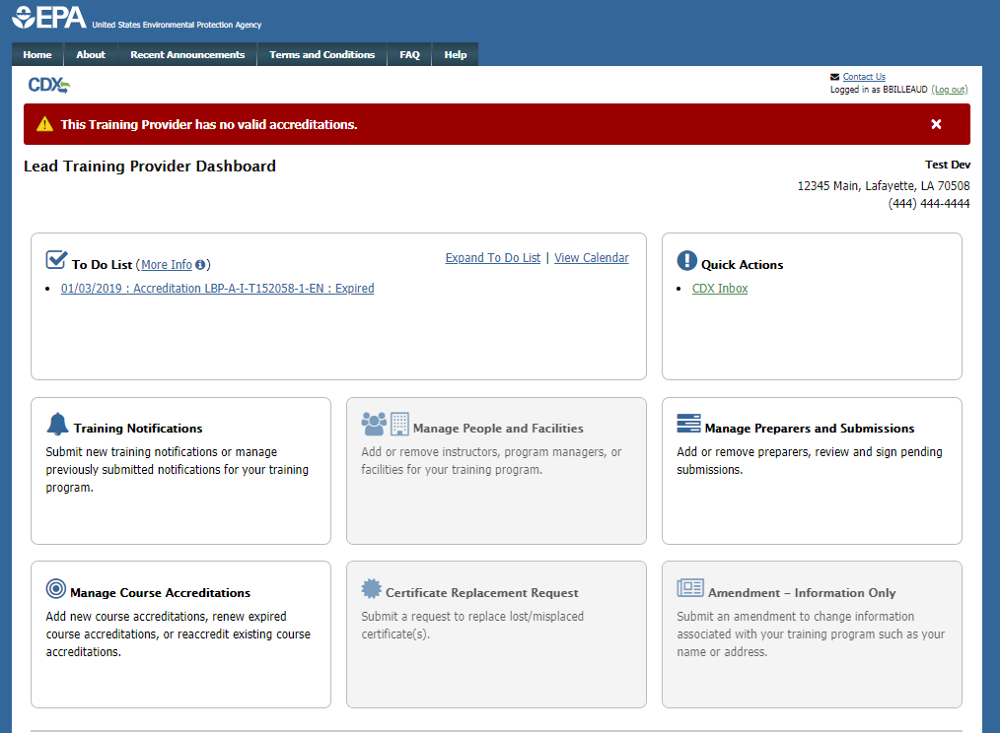 EPA United States Environmental Protection Agency
Home About Recent Announcements Terms and Conditions FAQ Help
CDX
Contact Us
Logged in as BBILLEAUD (Log out)
This Training Provider has no valid accreditations.
Lead Training Provider Dashboard
Test Dev
12345 Main, Lafayette, LA 70508
(444) 444-4444
To Do List (More Info)
Expand To Do List | View Calendar
01/03/2019 : Accreditation LBP-A-I-T152058-1-EN : Expired
Quick Actions
CDX Inbox
Training Notifications
Submit new training notifications or manage
previously submitted notifications for your training
program.
Manage People and Facilities
Add or remove instructors, program managers, or
facilities for your training program.
Manage Preparers and Submissions
Add or remove preparers, review and sign pending
submissions.
Manage Course Accreditations
Add new course accreditations, renew expired
course accreditations, or reaccredit existing course
accreditations.
Certificate Replacement Request
Submit a request to replace lost/misplaced
certificate(s).
Amendment – Information Only
Submit an amendment to change information
associated with your training program such as your
name or address.